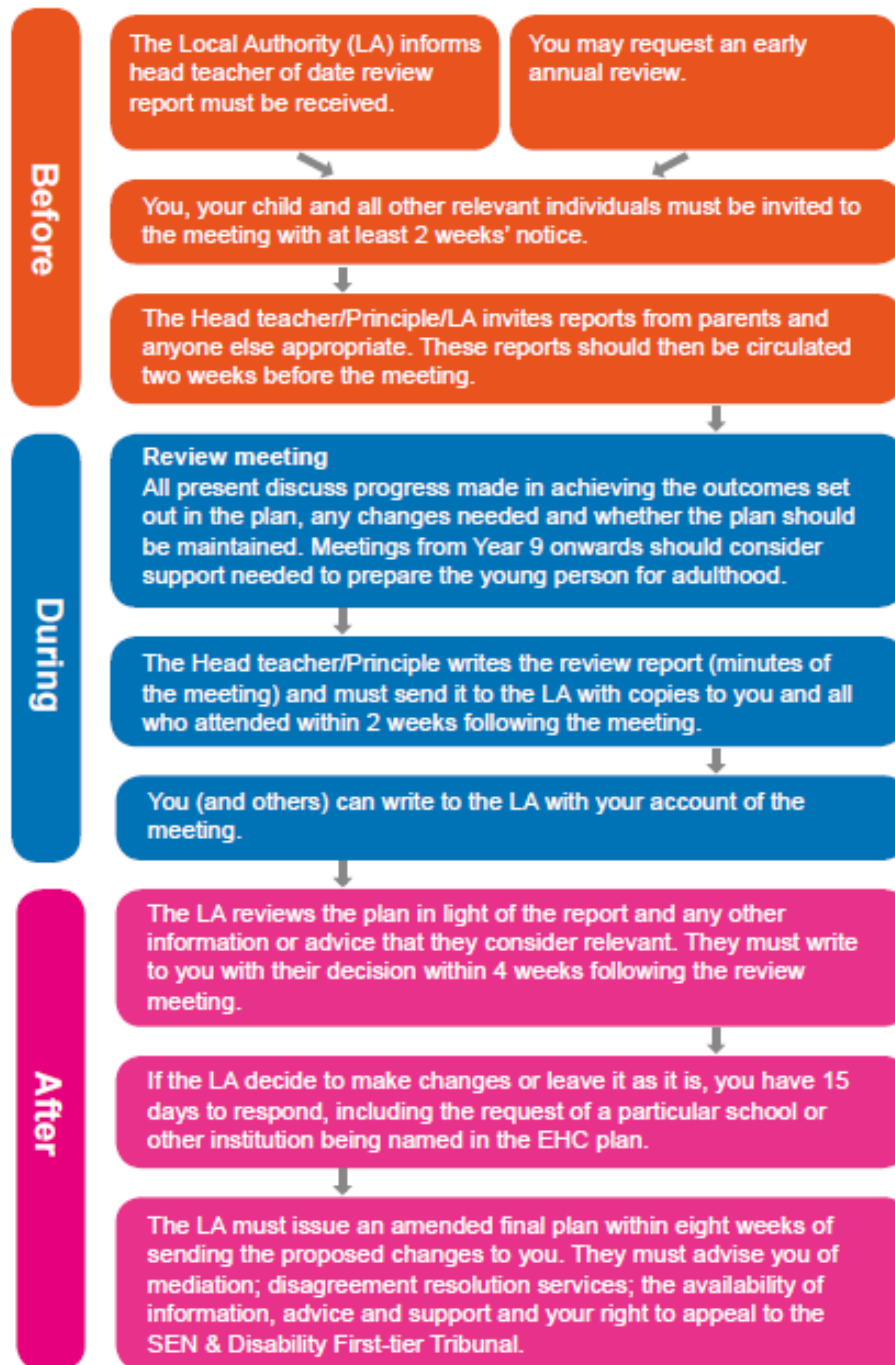 Before
The Local Authority (LA) informs
head teacher of date review
report must be received.
You may request an early
annual review.
You, your child and all other relevant individuals must be invited to
the meeting with at least 2 weeks' notice.
The Head teacher/Principle/LA invites reports from parents and
anyone else appropriate. These reports should then be circulated
two weeks before the meeting.
During
Review meeting
All present discuss progress made in achieving the outcomes set
out in the plan, any changes needed and whether the plan should
be maintained. Meetings from Year 9 onwards should consider
support needed to prepare the young person for adulthood.
The Head teacher/Principle writes the review report (minutes of
the meeting) and must send it to the LA with copies to you and all
who attended within 2 weeks following the meeting.
You (and others) can write to the LA with your account of the
meeting.
After
The LA reviews the plan in light of the report and any other
information or advice that they consider relevant. They must write
to you with their decision within 4 weeks following the review
meeting.
If the LA decide to make changes or leave it as it is, you have 15
days to respond, including the request of a particular school or
other institution being named in the EHC plan.
The LA must issue an amended final plan within eight weeks of
sending the proposed changes to you. They must advise you of
mediation; disagreement resolution services; the availability of
information, advice and support and your right to appeal to the
SEN & Disability First-tier Tribunal.